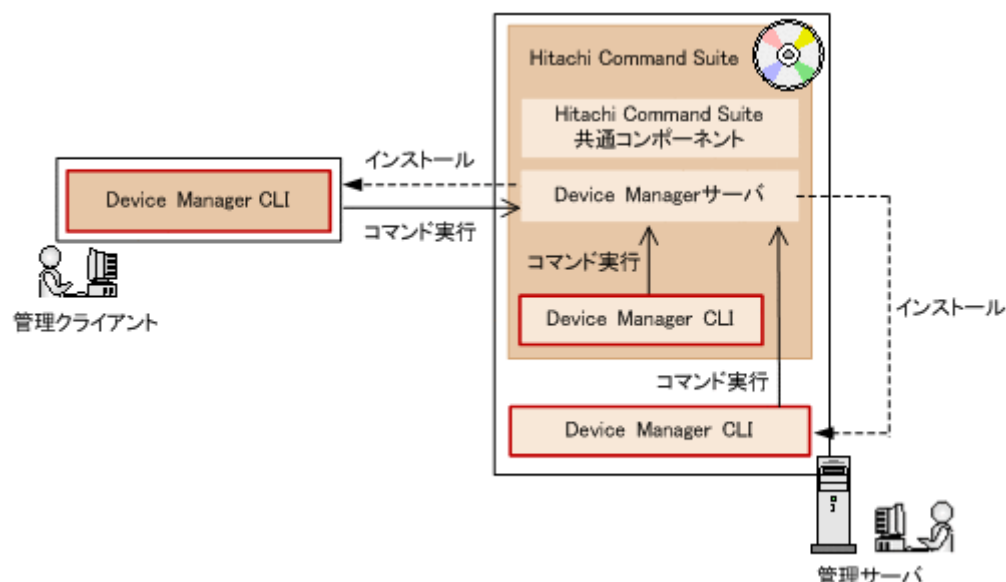 Hitachi Command Suite
Hitachi Command Suite
共通コンポーネント
インストール
Device Manager CLI
Device Managerサーバ
コマンド実行
コマンド実行
管理クライアント
Device Manager CLI
インストール
コマンド実行
Device Manager CLI
管理サーバ